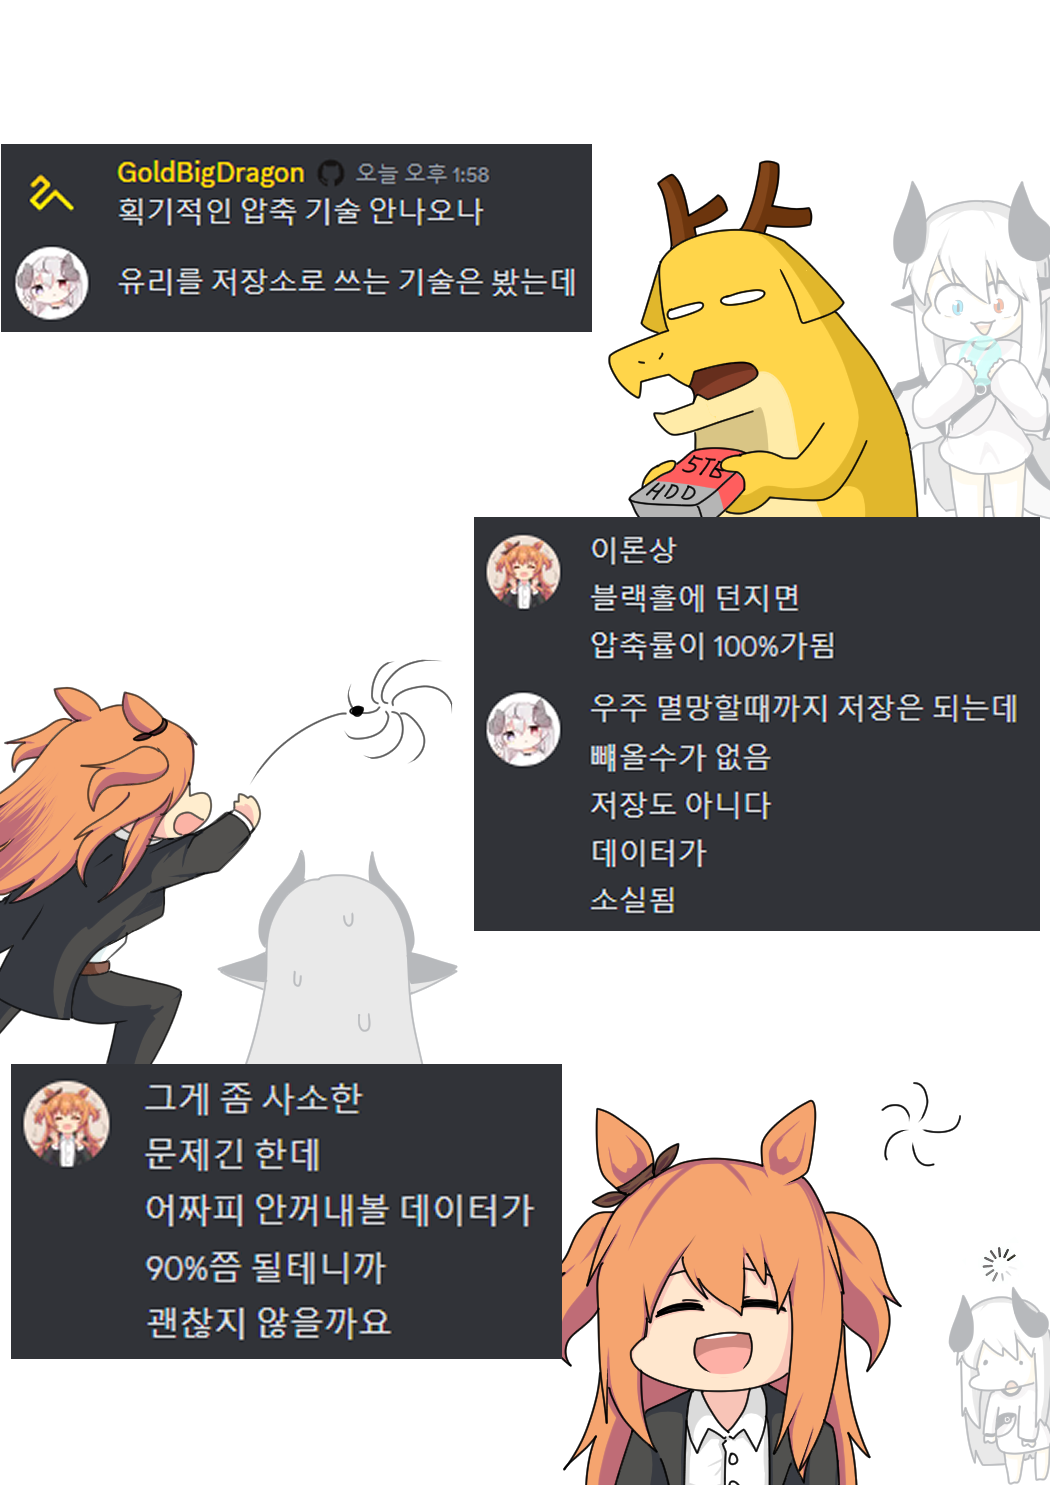 GoldBigDragon 오늘 오후 1:58
획기적인 압축 기술 안나오나
유리를 저장소로 쓰는 기술은 봤는데
5TB
HDD
이론상
블랙홀에 던지면
압축률이 100%가됨
우주 멸망할때까지 저장은 되는데
빼올수가 없음
저장도 아니다
데이터가
소실됨
그게 좀 사소한
문제긴 한데
어짜피 안꺼내볼 데이터가
90%쯤 될테니까
괜찮지 않을까요